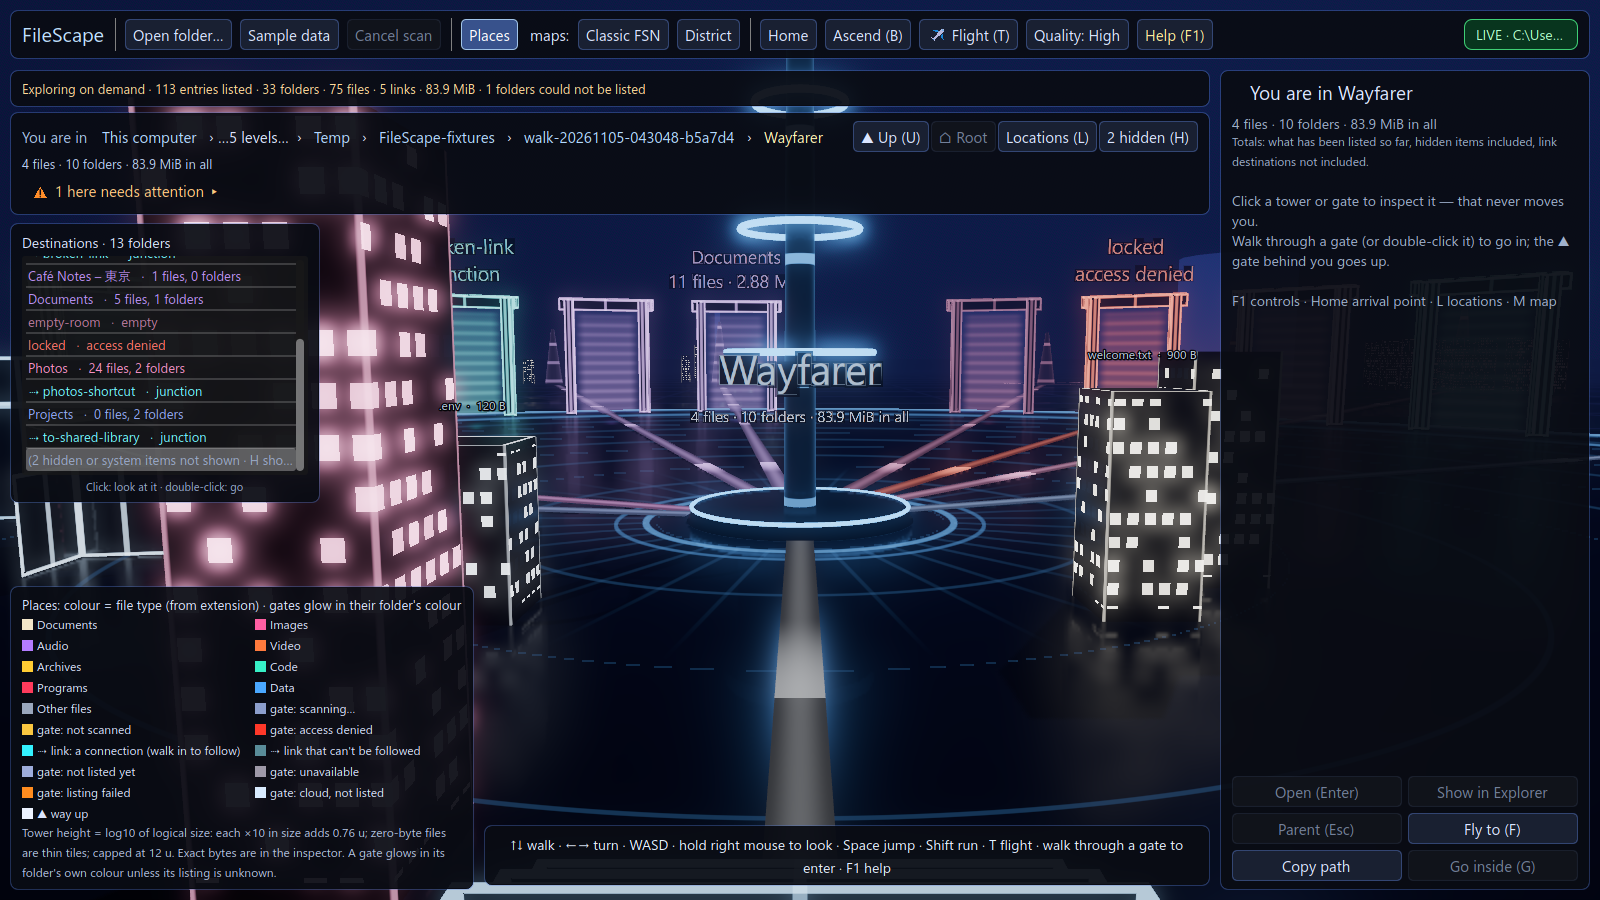 FileScape
Open folder...
Sample data
Cancel scan
Places
maps:
Classic FSN
District
Home
Ascend (B)
Flight (T)
Quality: High
Help (F1)
LIVE · C:\Use...
Exploring on demand · 113 entries listed · 33 folders · 75 files · 5 links · 83.9 MiB · 1 folders could not be listed
You are in This computer › ...5 levels... › Temp › FileScape-fixtures › walk-20261105-043048-b5a7d4 › Wayfarer
▲ Up (U)
⌂ Root
Locations (L)
2 hidden (H)
4 files · 10 folders · 83.9 MiB in all
1 here needs attention ▸
Destinations · 13 folders
Café Notes – 東京 · 1 files, 0 folders
Documents · 5 files, 1 folders
empty-room · empty
locked · access denied
Photos · 24 files, 2 folders
⇢ photos-shortcut · junction
Projects · 0 files, 2 folders
⇢ to-shared-library · junction
(2 hidden or system items not shown · H sho...
Click: look at it · double-click: go
ken-link
nction
Documents
11 files · 2.88 M
locked
access denied
welcome.txt · 900 B
.env · 120 B
Wayfarer
4 files · 10 folders · 83.9 MiB in all
Places: colour = file type (from extension) · gates glow in their folder's colour
Documents
Images
Audio
Video
Archives
Code
Programs
Data
Other files
gate: scanning...
gate: not scanned
gate: access denied
⇢ link: a connection (walk in to follow)
⇢ link that can't be followed
gate: not listed yet
gate: unavailable
gate: listing failed
gate: cloud, not listed
▲ way up
Tower height = log10 of logical size: each ×10 in size adds 0.76 u; zero-byte files
are thin tiles; capped at 12 u. Exact bytes are in the inspector. A gate glows in its
folder's own colour unless its listing is unknown.
↑↓ walk · ←→ turn · WASD · hold right mouse to look · Space jump · Shift run · T flight · walk through a gate to
enter · F1 help
You are in Wayfarer
4 files · 10 folders · 83.9 MiB in all
Totals: what has been listed so far, hidden items included, link
destinations not included.
Click a tower or gate to inspect it — that never moves
you.
Walk through a gate (or double-click it) to go in; the ▲
gate behind you goes up.
F1 controls · Home arrival point · L locations · M map
Open (Enter)
Show in Explorer
Parent (Esc)
Fly to (F)
Copy path
Go inside (G)